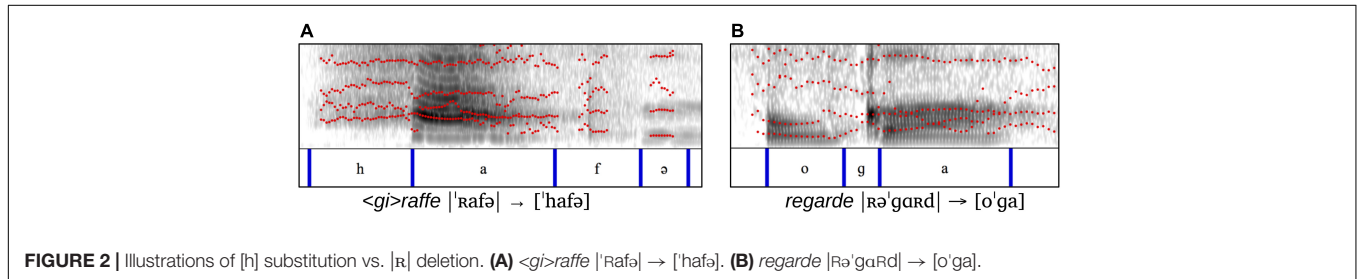 A B
h a f ə o g a
<gi>raffe |ˈʀafə| → [ˈhafə] regarde |ʀəˈgɑʀd| → [oˈga]
FIGURE 2 | Illustrations of [h] substitution vs. |ʀ| deletion. (A) <gi>raffe |ˈʀafə| → [ˈhafə]. (B) regarde |ʀəˈgɑʀd| → [oˈga].